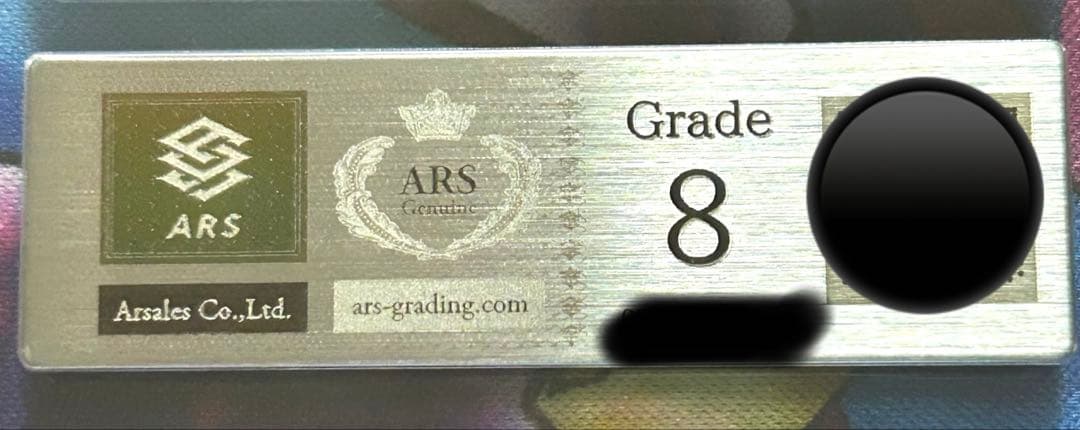 ARS
Arsales Co.,Ltd.
ARS
Genuine
ars-grading.com
Grade
8